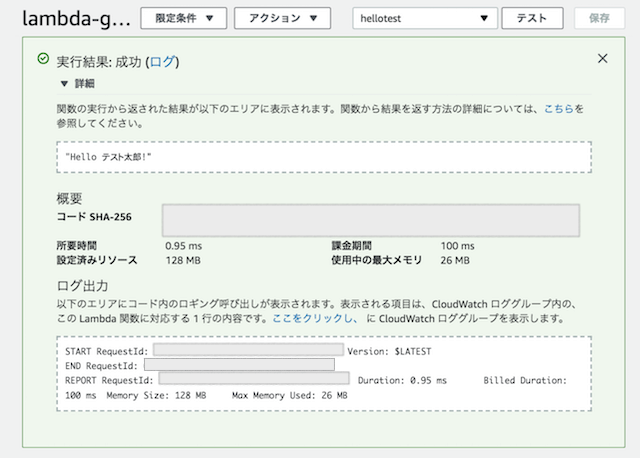 lambda-g... 限定条件 ▼ アクション ▼ hellotest ▼ テスト 保存
実行結果: 成功 (ログ)
▼ 詳細
関数の実行から返された結果が以下のエリアに表示されます。関数から結果を返す方法の詳細については、こちらを
参照してください。
"Hello テスト太郎!"
概要
コード SHA-256
所要時間 0.95 ms 課金期間 100 ms
設定済みリソース 128 MB 使用中の最大メモリ 26 MB
ログ出力
以下のエリアにコード内のロギング呼び出しが表示されます。表示される項目は、CloudWatch ロググループ内の、
この Lambda 関数に対応する 1 行の内容です。ここをクリックし、 に CloudWatch ロググループを表示します。
START RequestId: Version: $LATEST
END RequestId:
REPORT RequestId: Duration: 0.95 ms Billed Duration:
100 ms Memory Size: 128 MB Max Memory Used: 26 MB